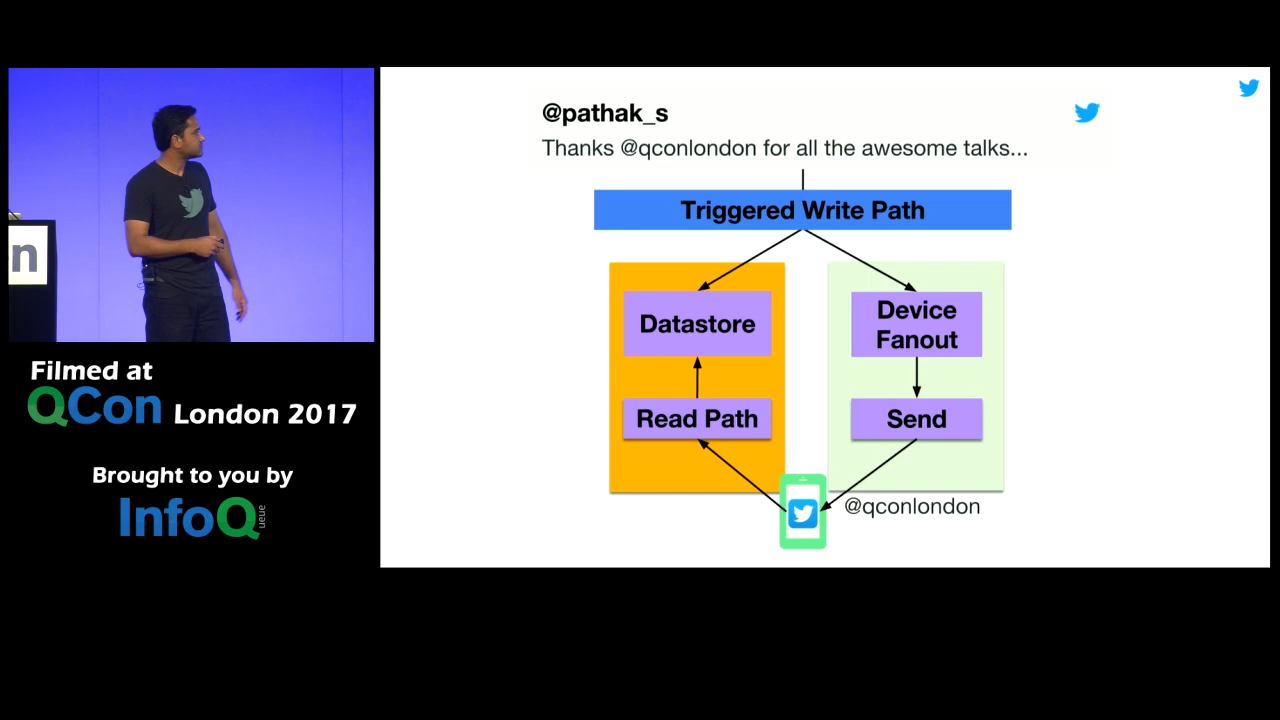 n
Filmed at
QCon London 2017
Brought to you by
InfoQ
ueue
@pathak_s
Thanks @qconlondon for all the awesome talks...
Triggered Write Path
Datastore
Device
Fanout
Read Path
Send
@qconlondon